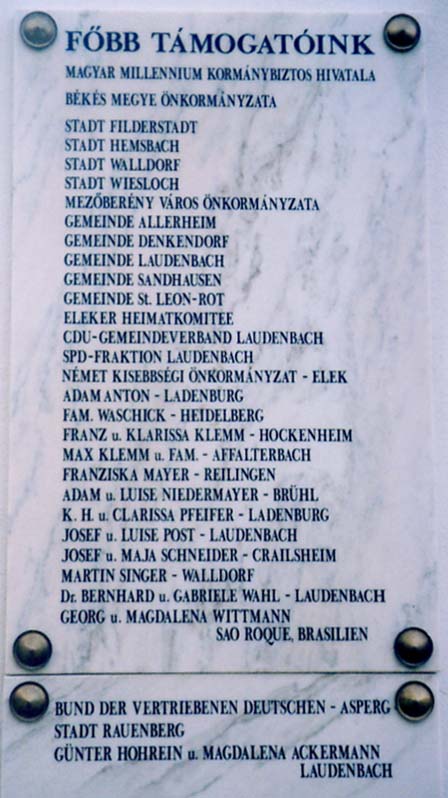 FŐBB TÁMOGATÓINK
MAGYAR MILLENNIUM KORMÁNYBIZTOS HIVATALA
BÉKÉS MEGYE ÖNKORMÁNYZATA
STADT FILDERSTADT
STADT HEMSBACH
STADT WALLDORF
STADT WIESLOCH
MEZŐBERÉNY VÁROS ÖNKORMÁNYZATA
GEMEINDE ALLERHEIM
GEMEINDE DENKENDORF
GEMEINDE LAUDENBACH
GEMEINDE SANDHAUSEN
GEMEINDE St. LEON-ROT
ELEKER HEIMATKOMITEE
CDU-GEMEINDEVERBAND LAUDENBACH
SPD-FRAKTION LAUDENBACH
NÉMET KISEBBSÉGI ÖNKORMÁNYZAT - ELEK
ADAM ANTON - LADENBURG
FAM. WASCHICK - HEIDELBERG
FRANZ u. KLARISSA KLEMM - HOCKENHEIM
MAX KLEMM u. FAM. - AFFALTERBACH
FRANZISKA MAYER - REILINGEN
ADAM u. LUISE NIEDERMAYER - BRÜHL
K. H. u. CLARISSA PFEIFER - LADENBURG
JOSEF u. LUISE POST - LAUDENBACH
JOSEF u. MAJA SCHNEIDER - CRAILSHEIM
MARTIN SINGER - WALLDORF
Dr. BERNHARD u. GABRIELE WAHL - LAUDENBACH
GEORG u. MAGDALENA WITTMANN
SAO ROQUE, BRASILIEN
BUND DER VERTRIEBENEN DEUTSCHEN - ASPERG
STADT RAUENBERG
GÜNTER HOHREIN u. MAGDALENA ACKERMANN
LAUDENBACH